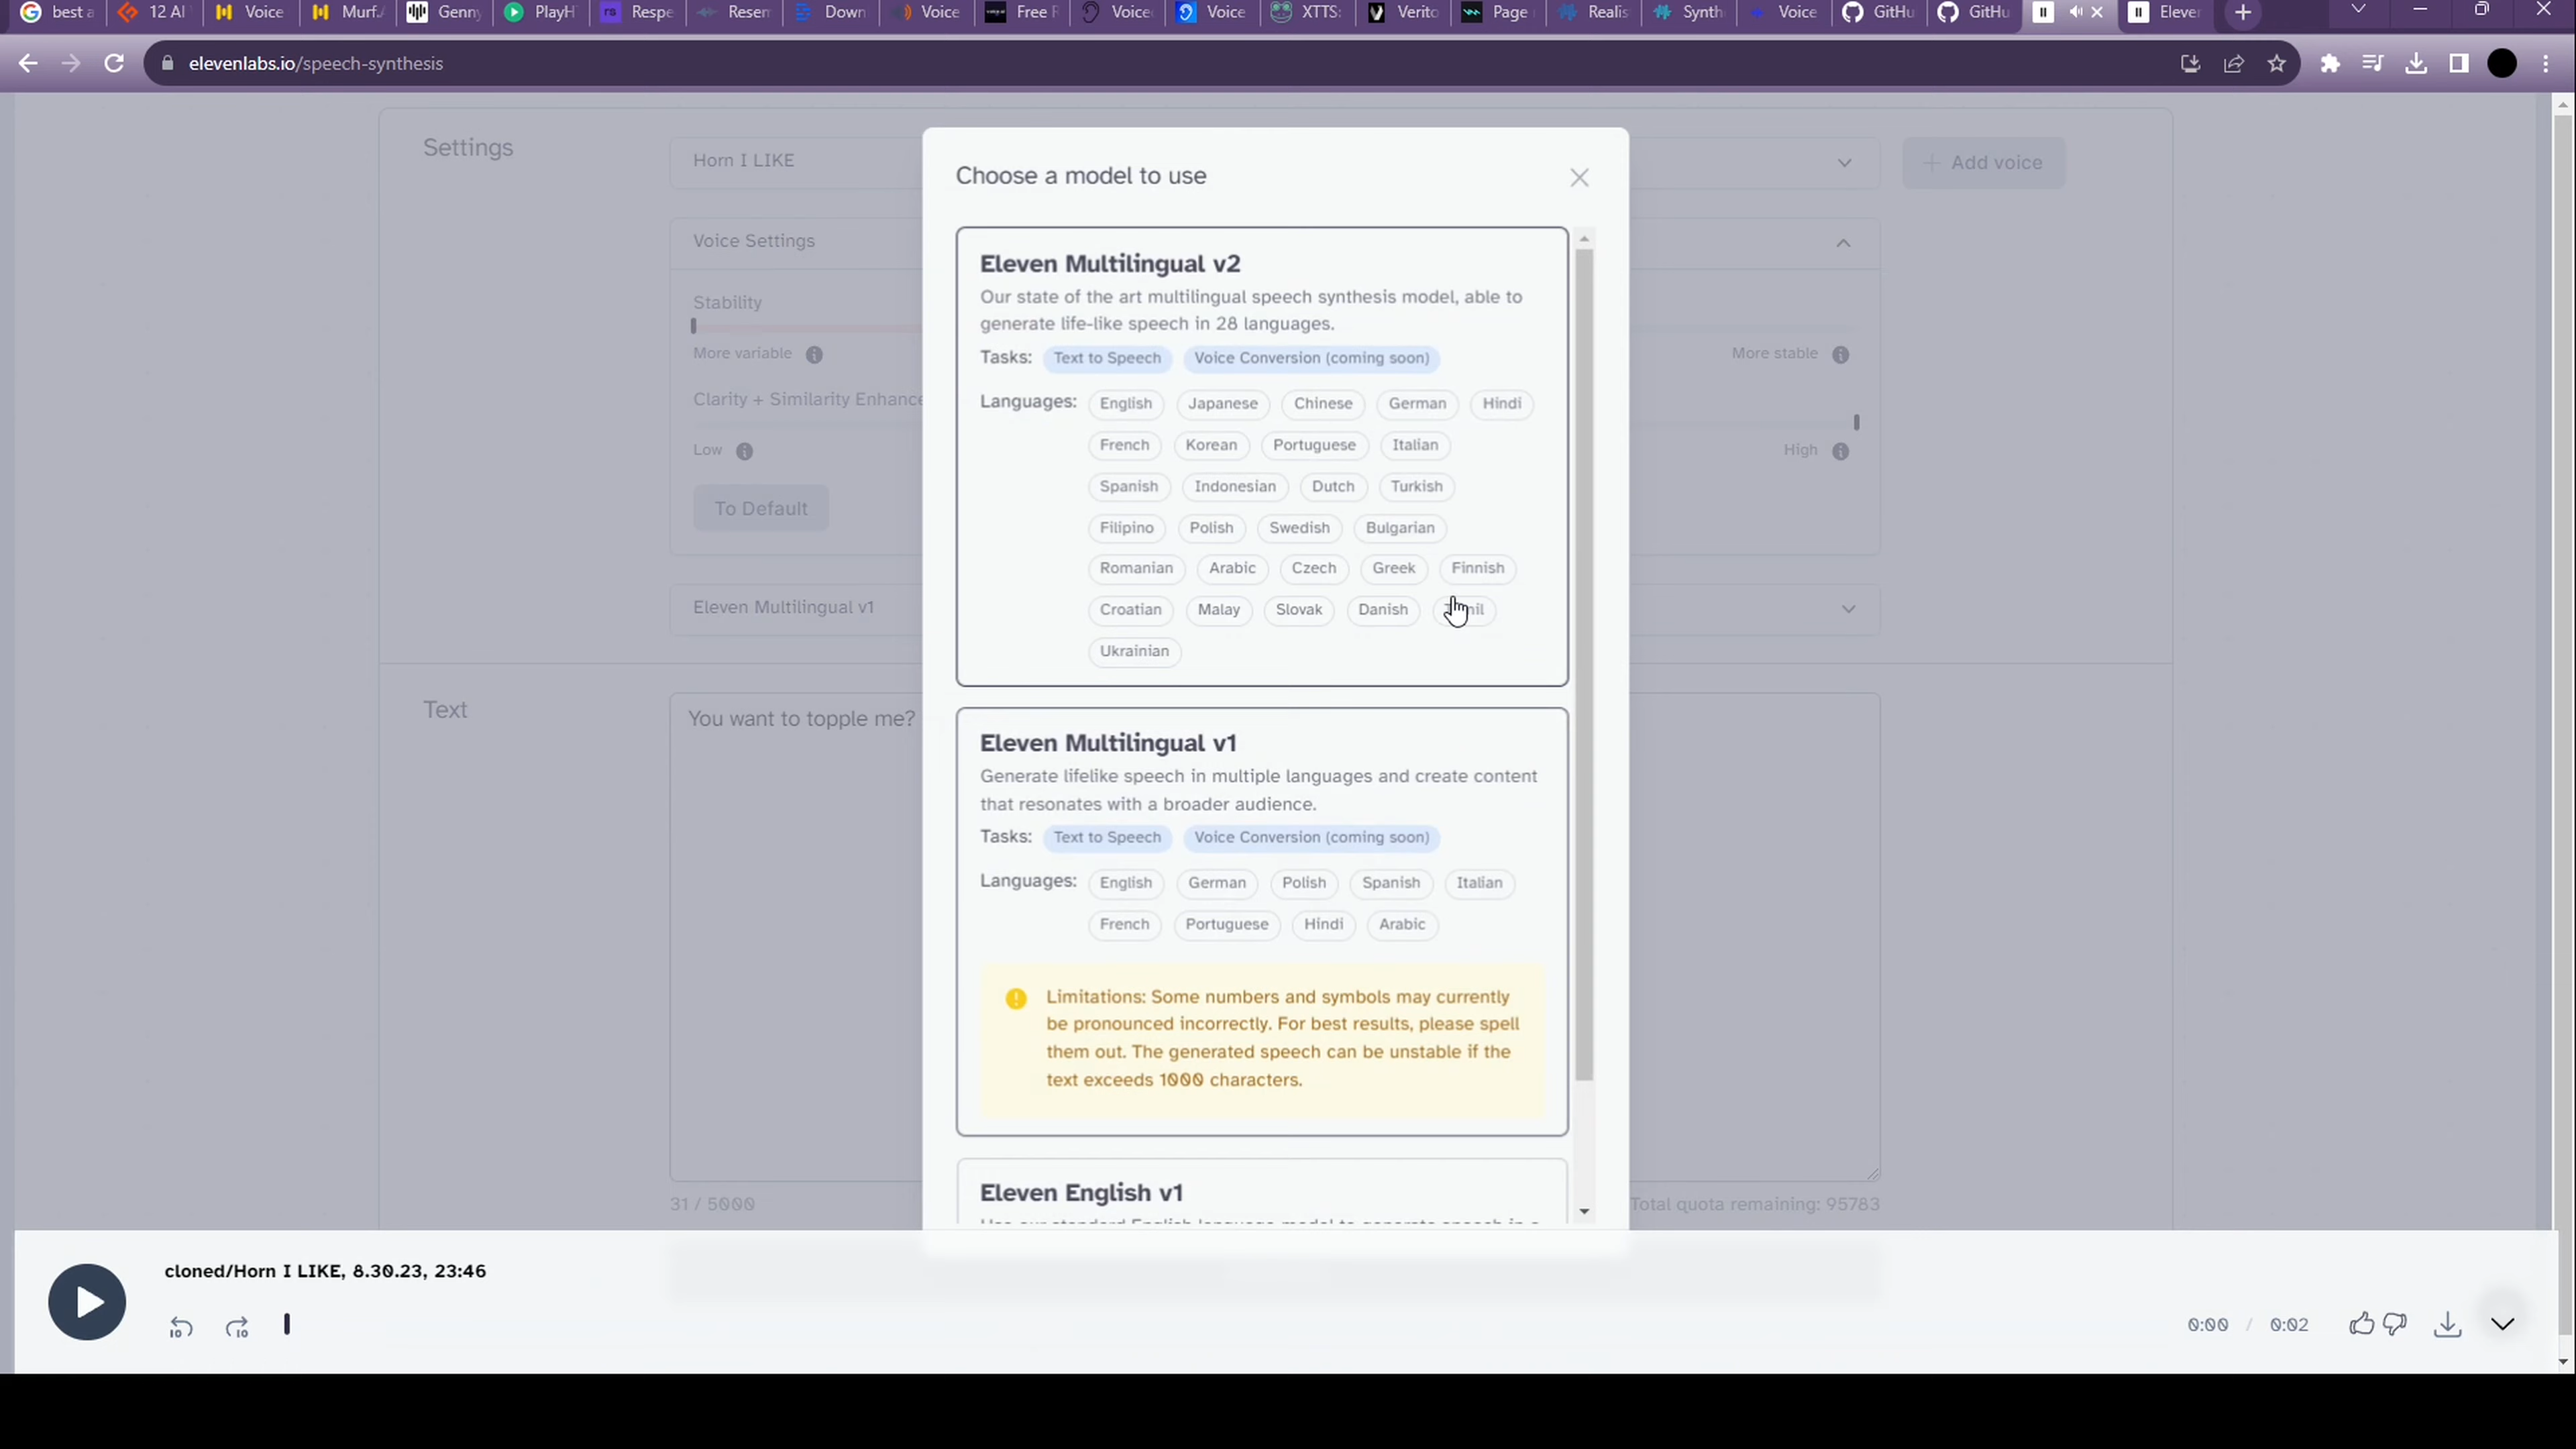 best a
12 AI
Voice
Murf.
Genny
PlayH
Respe
Resem
Down
Voice
Free
Voice
Voice
XTTS:
Verito
Page
Realis
Synth
Voice
GitHu
GitHu
Eleven
elevenlabs.io/speech-synthesis
Settings
Horn I LIKE
Add voice
Choose a model to use
Voice Settings
Stability
More variable
More stable
Clarity + Similarity Enhance
Low
High
To Default
Eleven Multilingual v1
Eleven Multilingual v2
Our state of the art multilingual speech synthesis model, able to
generate life-like speech in 28 languages.
Tasks: Text to Speech Voice Conversion (coming soon)
Languages: English Japanese Chinese German Hindi
French Korean Portuguese Italian
Spanish Indonesian Dutch Turkish
Filipino Polish Swedish Bulgarian
Romanian Arabic Czech Greek Finnish
Croatian Malay Slovak Danish
Ukrainian
Text
You want to topple me?
Eleven Multilingual v1
Generate lifelike speech in multiple languages and create content
that resonates with a broader audience.
Tasks: Text to Speech Voice Conversion (coming soon)
Languages: English German Polish Spanish Italian
French Portuguese Hindi Arabic
Limitations: Some numbers and symbols may currently
be pronounced incorrectly. For best results, please spell
them out. The generated speech can be unstable if the
text exceeds 1000 characters.
Eleven English v1
31 / 5000
Total quota remaining: 95783
cloned/Horn I LIKE, 8.30.23, 23:46
10
10
0:00 / 0:02